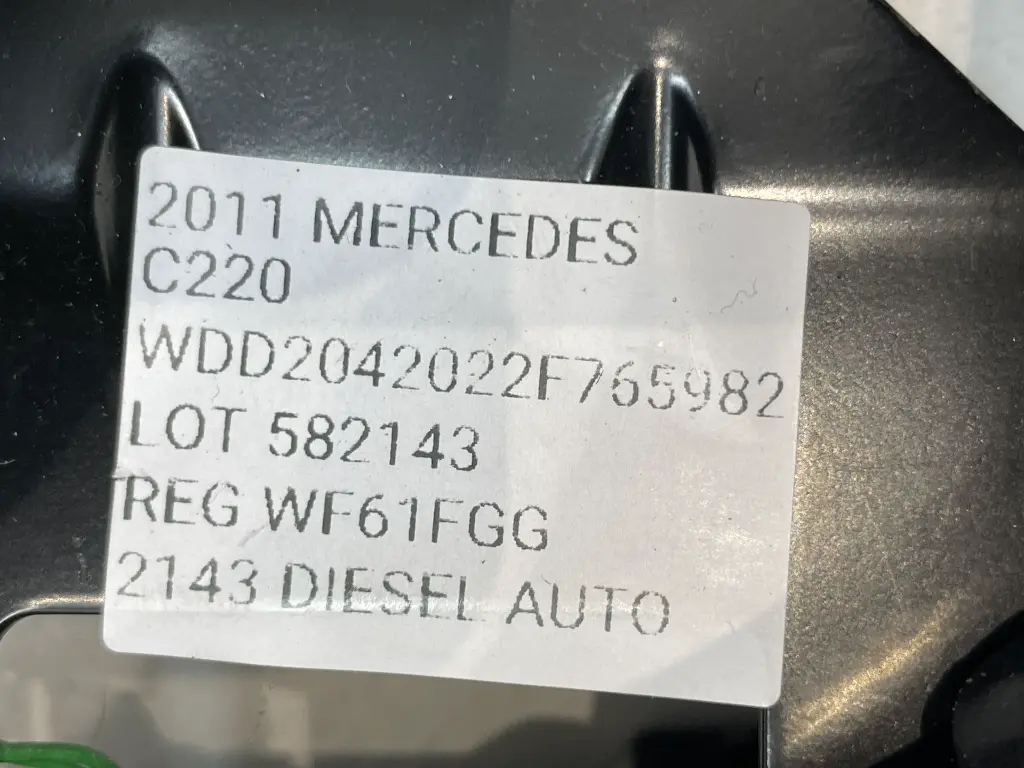 2011 MERCEDES
C220
WDD2042022F765982
LOT 582143
REG WF61FGG
2143 DIESEL AUTO